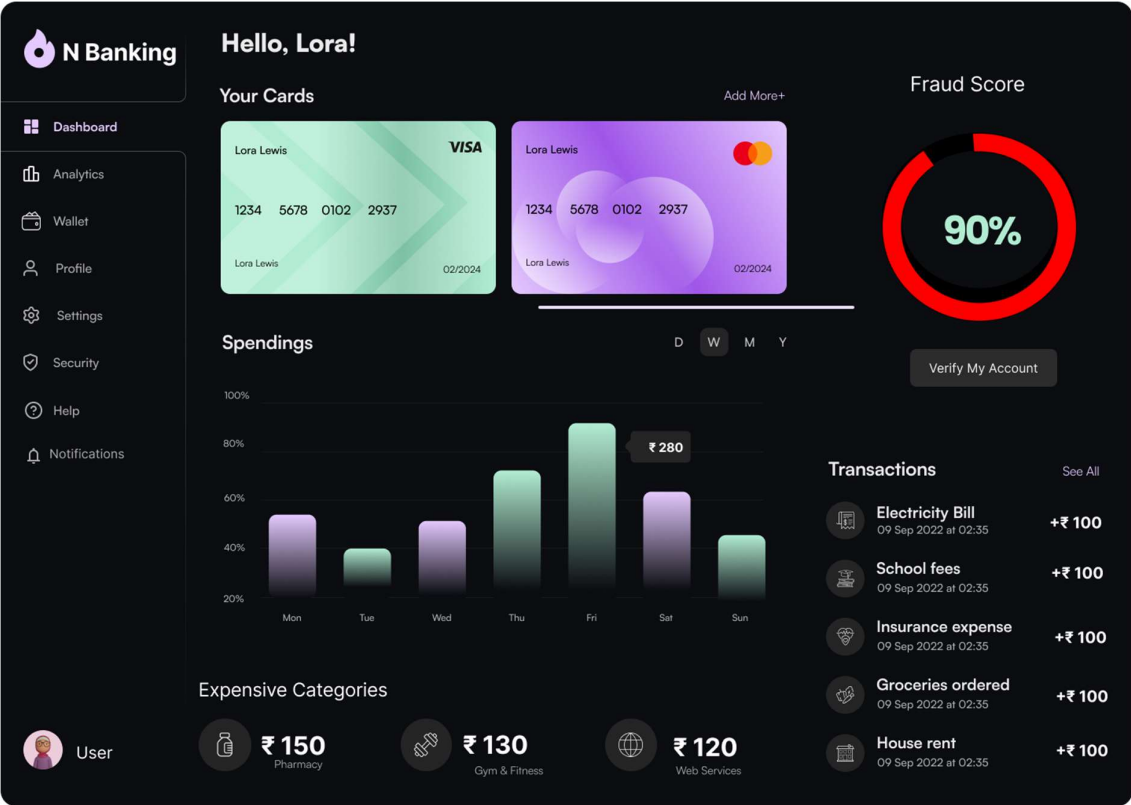 N Banking
Dashboard
Analytics
Wallet
Profile
Settings
Security
Help
Notifications
User
Hello, Lora!
Your Cards
Add More+
Lora Lewis
VISA
1234 5678 0102 2937
Lora Lewis
02/2024
Lora Lewis
1234 5678 0102 2937
Lora Lewis
02/2024
Spendings
D W M Y
100%
80%
60%
40%
20%
₹ 280
Mon Tue Wed Thu Fri Sat Sun
Expensive Categories
₹ 150
Pharmacy
₹ 130
Gym & Fitness
₹ 120
Web Services
Fraud Score
90%
Verify My Account
Transactions
See All
Electricity Bill
09 Sep 2022 at 02:35
+₹ 100
School fees
09 Sep 2022 at 02:35
+₹ 100
Insurance expense
09 Sep 2022 at 02:35
+₹ 100
Groceries ordered
09 Sep 2022 at 02:35
+₹ 100
House rent
09 Sep 2022 at 02:35
+₹ 100